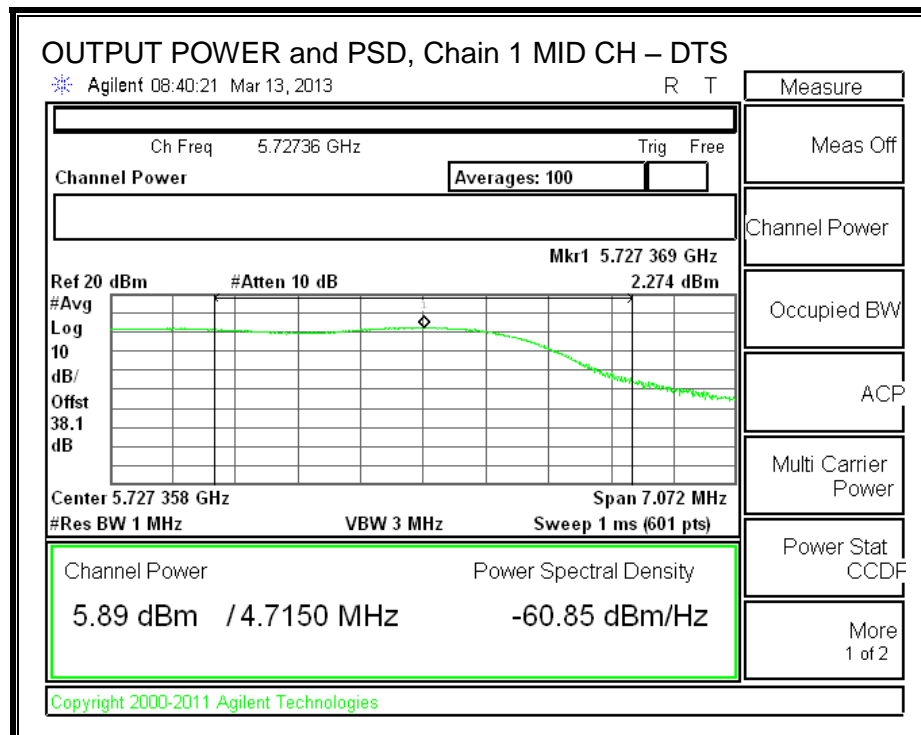 OUTPUT POWER and PSD, Chain 1 MID CH – DTS
Agilent 08:40:21 Mar 13, 2013 R T
Measure
Ch Freq 5.72736 GHz Trig Free
Meas Off
Channel Power Averages: 100
Channel Power
Mkr1 5.727 369 GHz
Ref 20 dBm #Atten 10 dB 2.274 dBm
#Avg
Log
10
dB/
Offst
38.1
dB
1
Occupied BW
ACP
Multi Carrier
Power
Center 5.727 358 GHz Span 7.072 MHz
#Res BW 1 MHz VBW 3 MHz Sweep 1 ms (601 pts)
Power Stat
CCDF
Channel Power Power Spectral Density
5.89 dBm / 4.7150 MHz -60.85 dBm/Hz
More
1 of 2
Copyright 2000-2011 Agilent Technologies